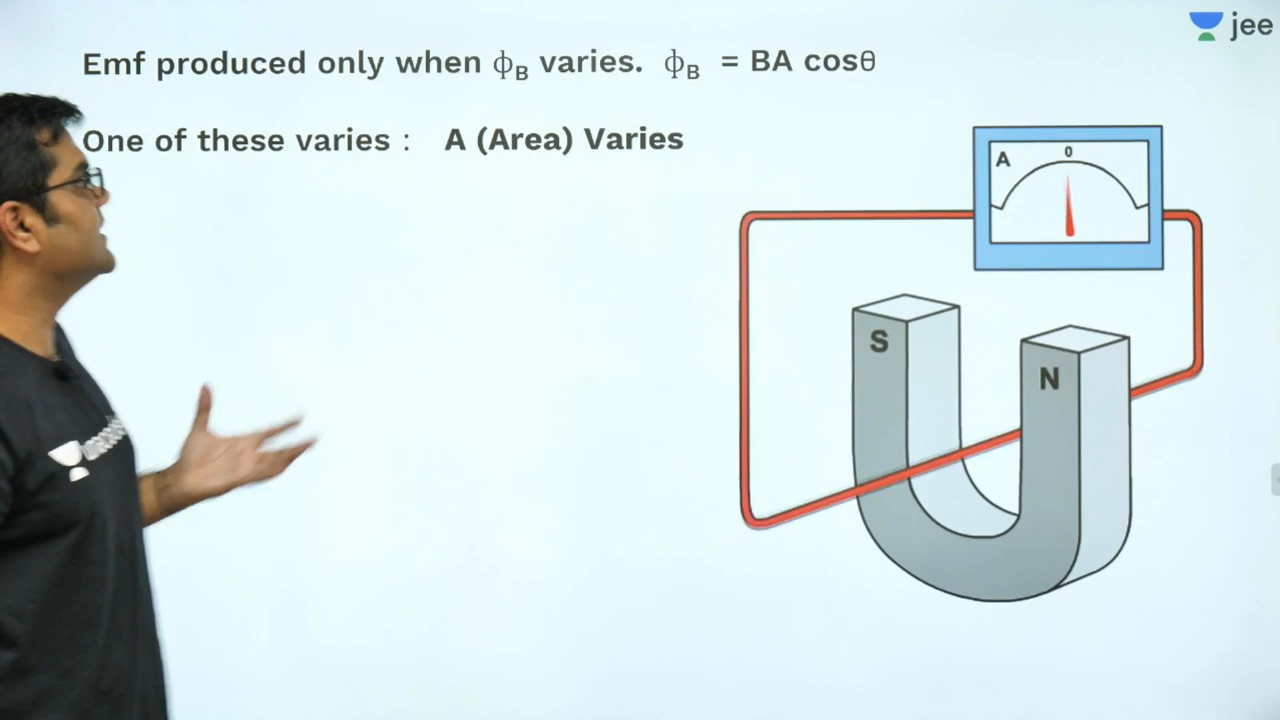 jee
Emf produced only when ϕB varies. ϕB = BA cosθ
One of these varies : A (Area) Varies
A
0
S
N